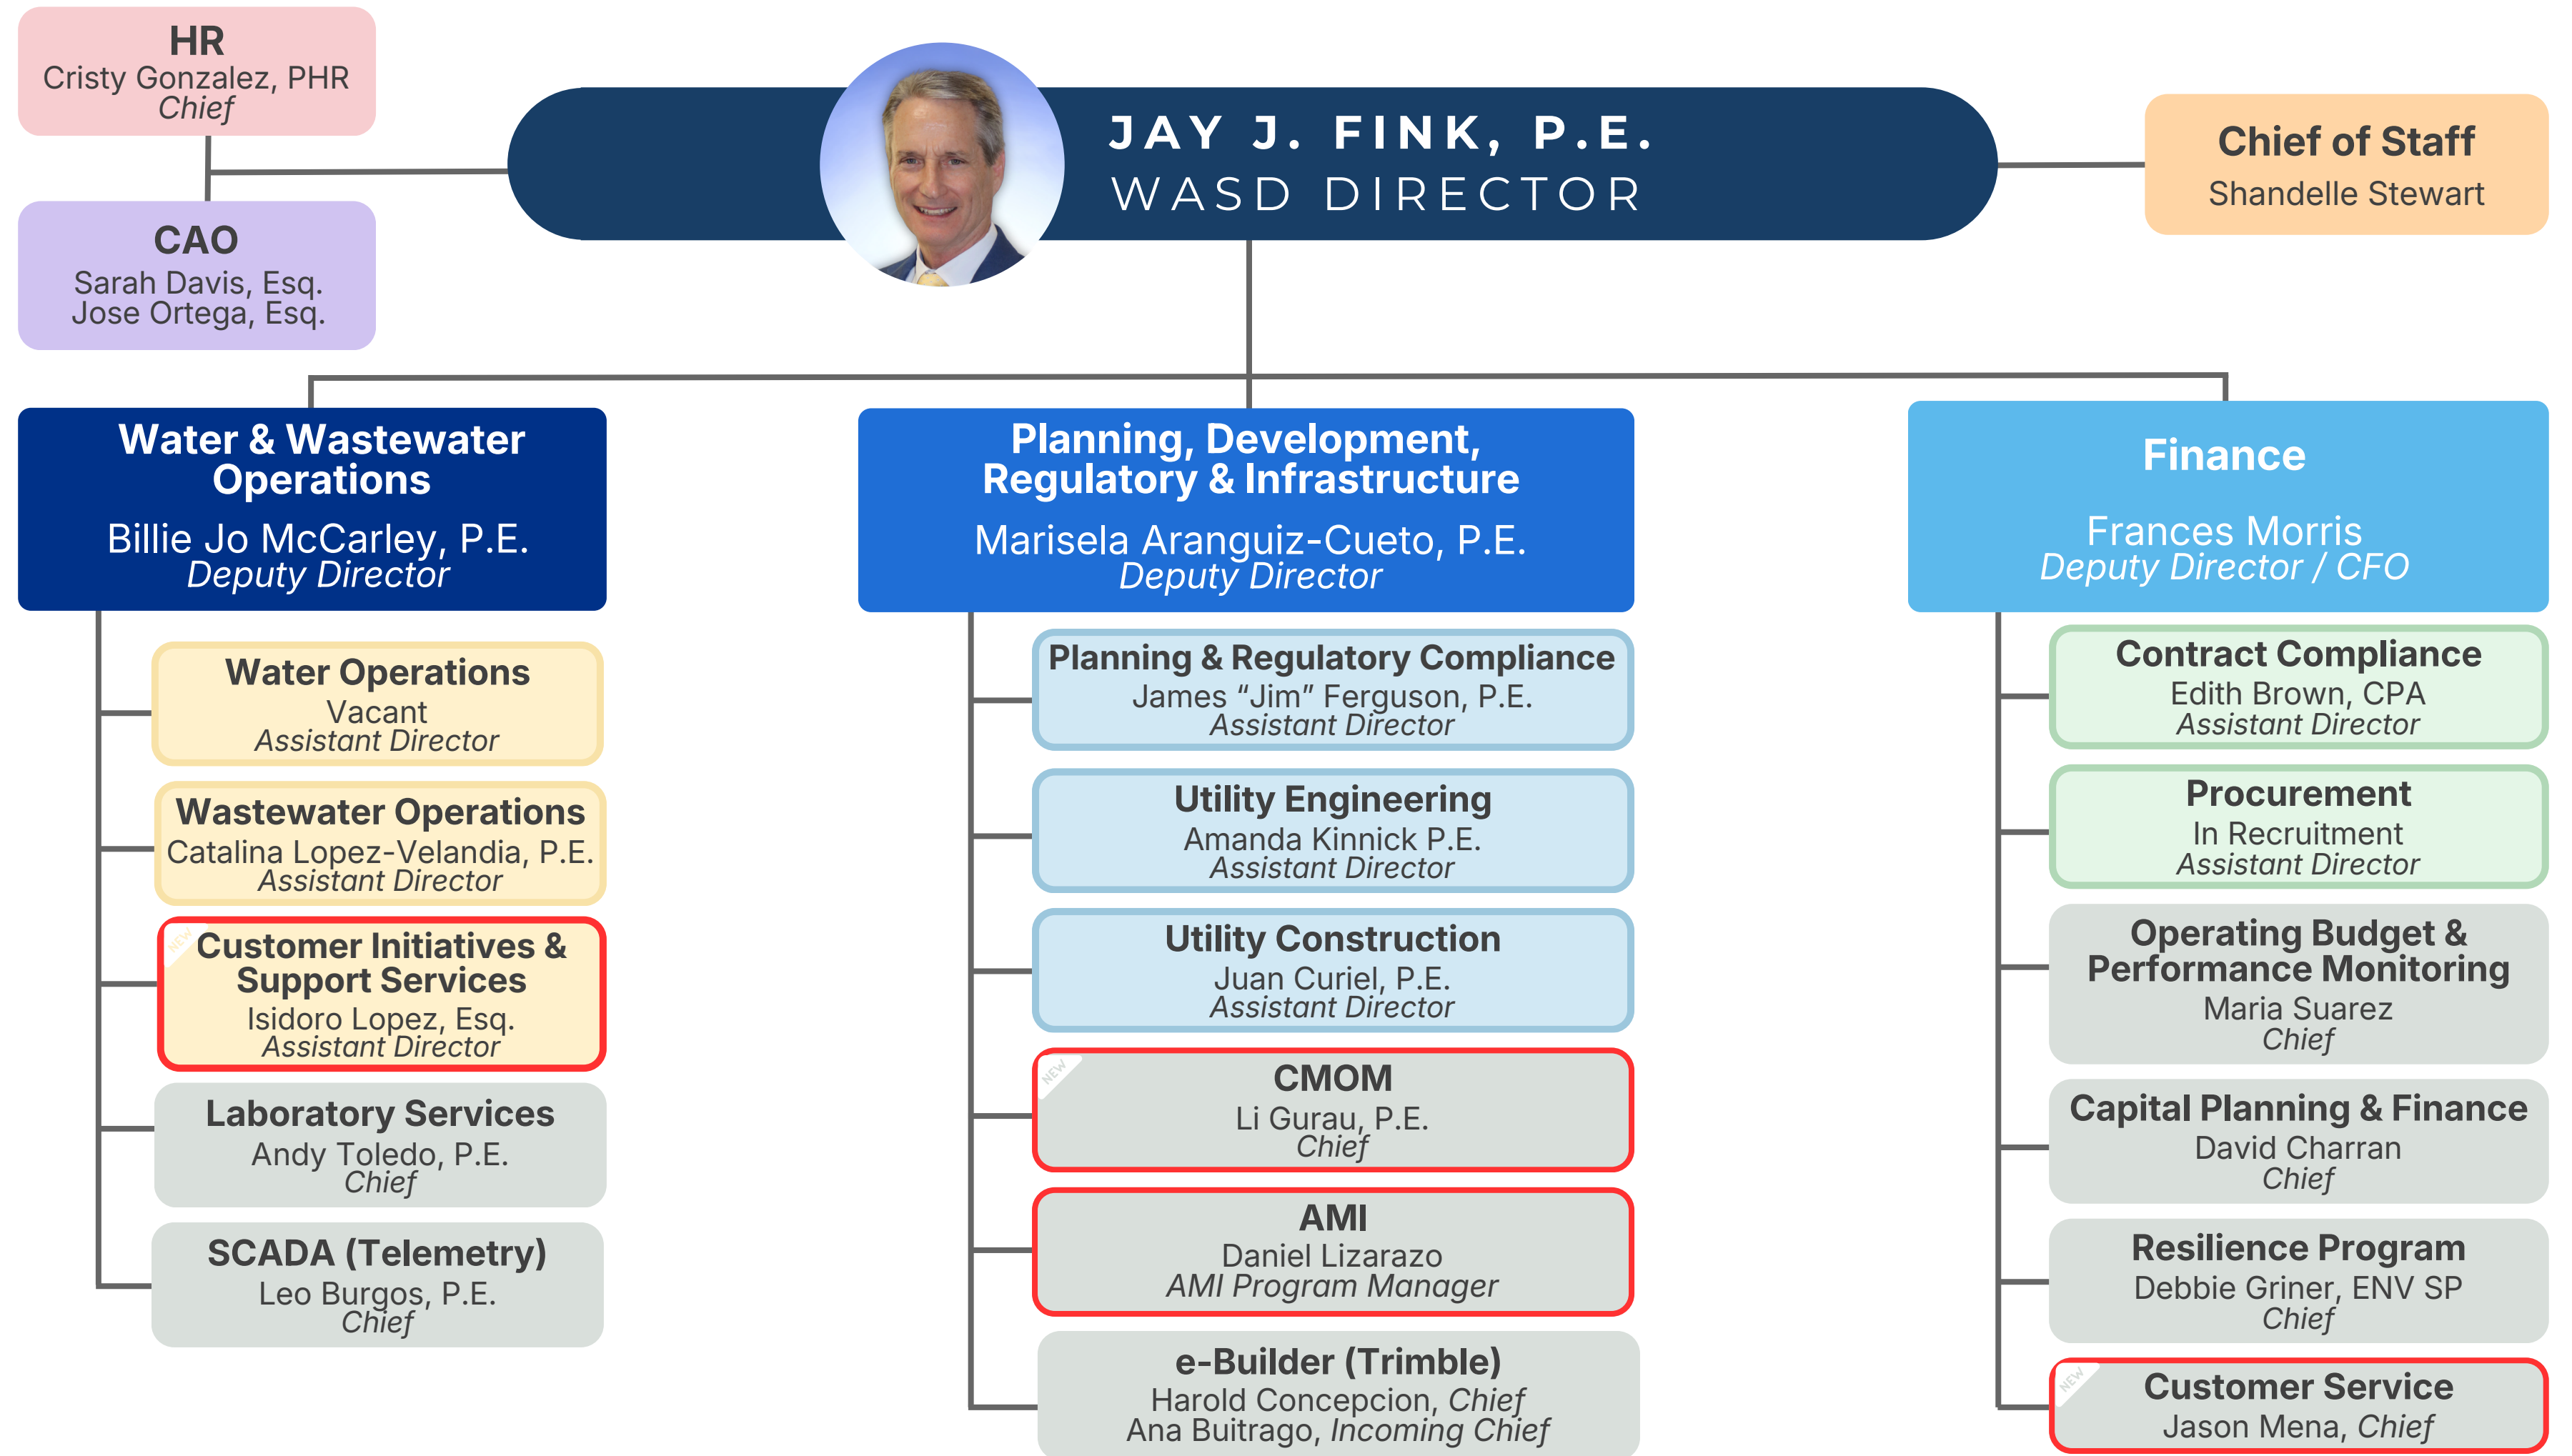 HR
Cristy Gonzalez, PHR
Chief
CAO
Sarah Davis, Esq.
Jose Ortega, Esq.
JAY J. FINK, P.E.
WASD DIRECTOR
Chief of Staff
Shandelle Stewart
Water & Wastewater
Operations
Billie Jo McCarley, P.E.
Deputy Director
Water Operations
Vacant
Assistant Director
Wastewater Operations
Catalina Lopez-Velandia, P.E.
Assistant Director
NEW
Customer Initiatives &
Support Services
Isidoro Lopez, Esq.
Assistant Director
Laboratory Services
Andy Toledo, P.E.
Chief
SCADA (Telemetry)
Leo Burgos, P.E.
Chief
Planning, Development,
Regulatory & Infrastructure
Marisela Aranguiz-Cueto, P.E.
Deputy Director
Planning & Regulatory Compliance
James “Jim” Ferguson, P.E.
Assistant Director
Utility Engineering
Amanda Kinnick P.E.
Assistant Director
Utility Construction
Juan Curiel, P.E.
Assistant Director
NEW
CMOM
Li Gurau, P.E.
Chief
AMI
Daniel Lizarazo
AMI Program Manager
e-Builder (Trimble)
Harold Concepcion, Chief
Ana Buitrago, Incoming Chief
Finance
Frances Morris
Deputy Director / CFO
Contract Compliance
Edith Brown, CPA
Assistant Director
Procurement
In Recruitment
Assistant Director
Operating Budget &
Performance Monitoring
Maria Suarez
Chief
Capital Planning & Finance
David Charran
Chief
Resilience Program
Debbie Griner, ENV SP
Chief
NEW
Customer Service
Jason Mena, Chief